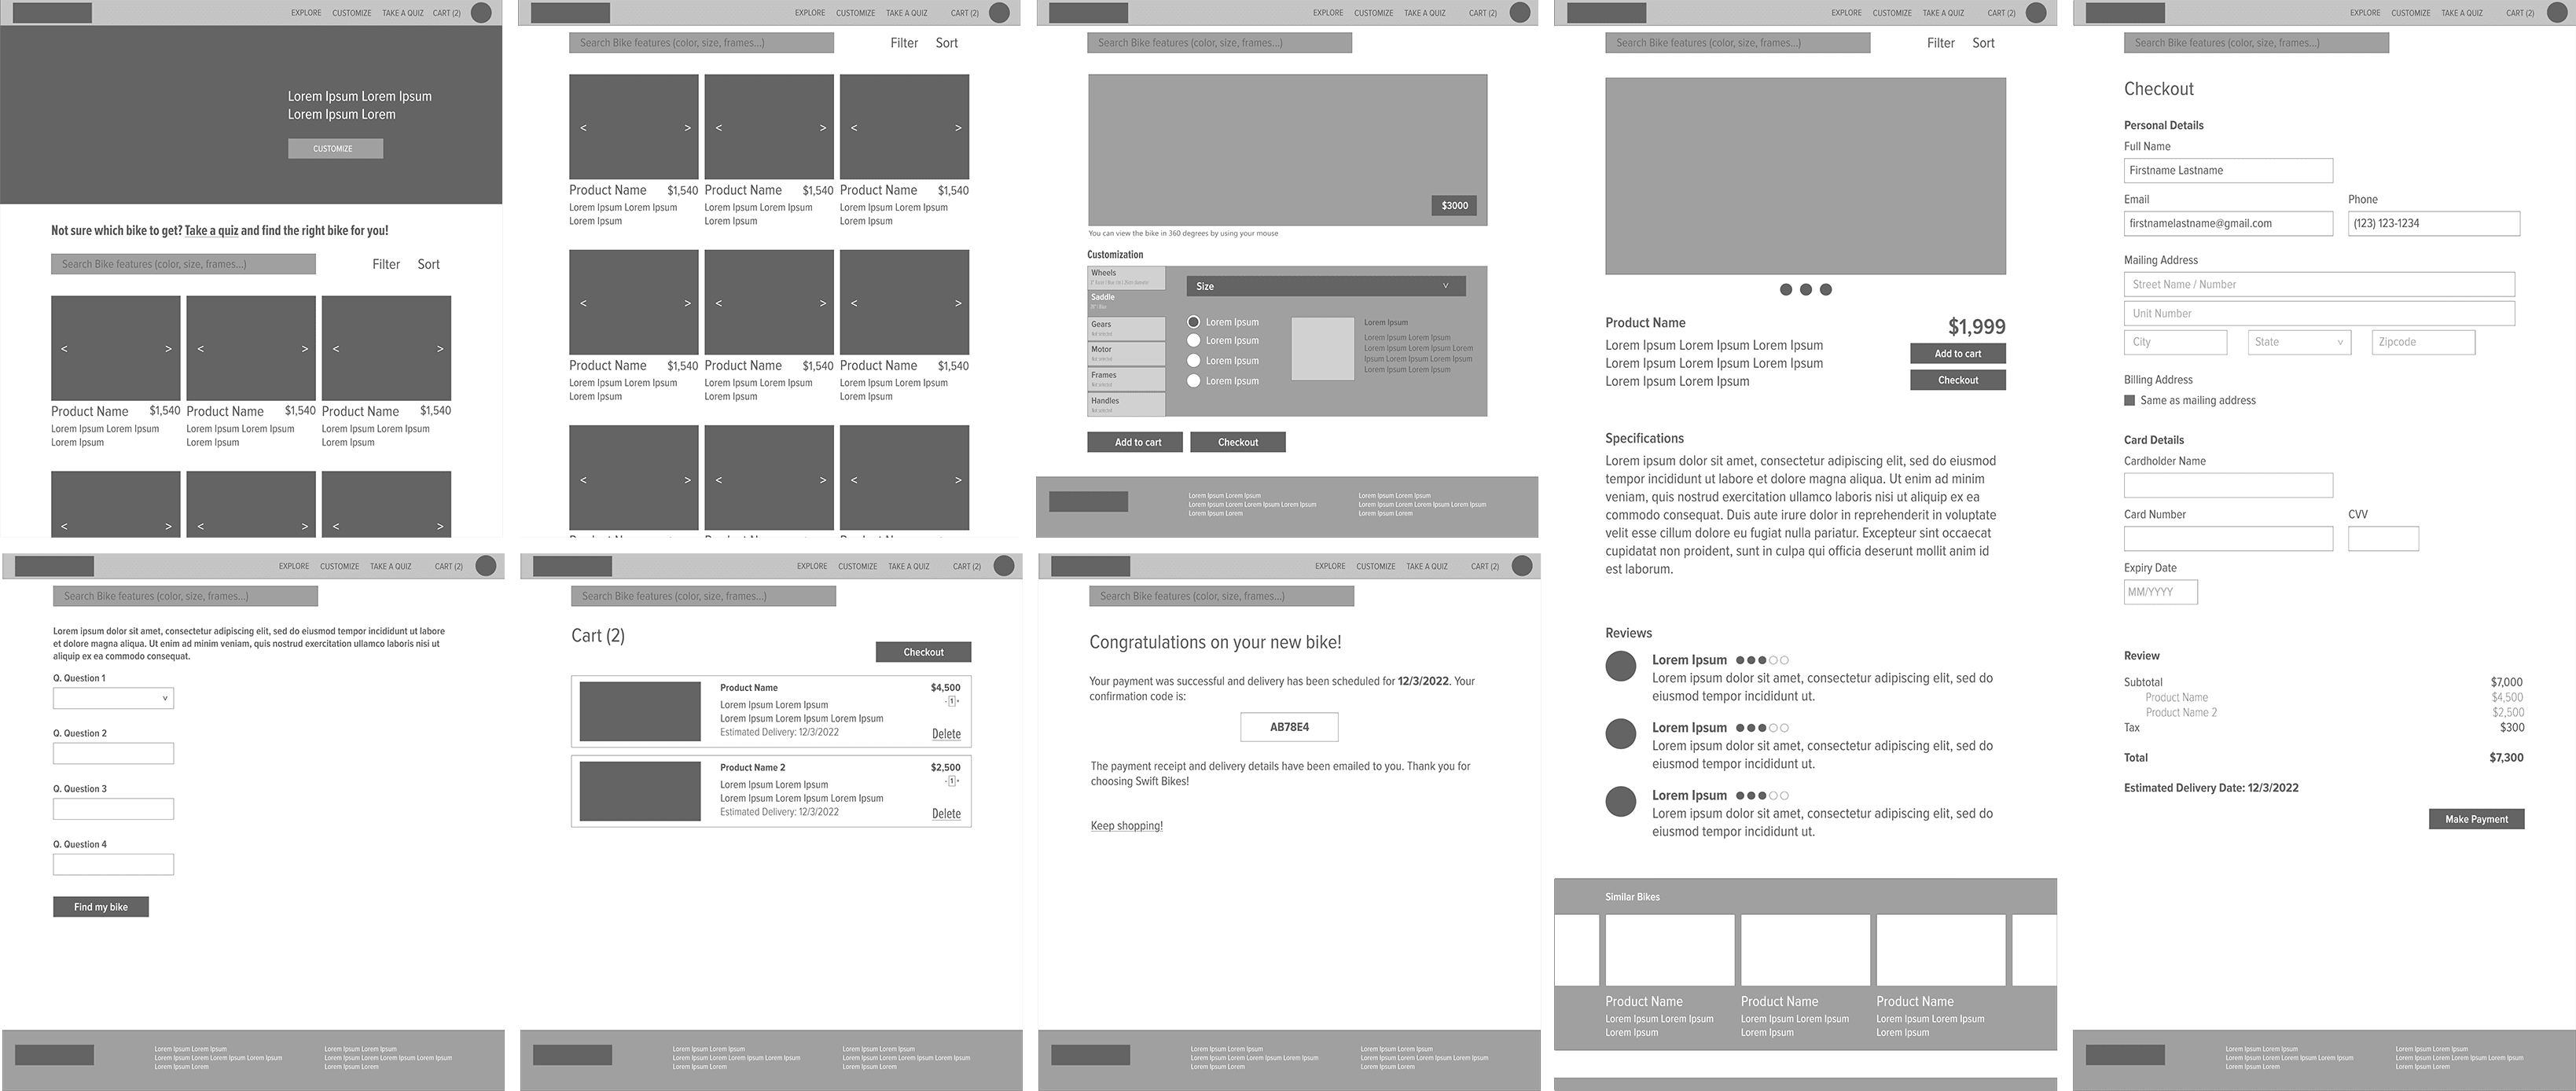 EXPLORE CUSTOMIZE TAKE A QUIZ CART (2)
Lorem Ipsum Lorem Ipsum
Lorem Ipsum Lorem
CUSTOMIZE
Not sure which bike to get? Take a quiz and find the right bike for you!
Search Bike features (color, size, frames...) Filter Sort
< > < > < >
Product Name $1,540 Product Name $1,540 Product Name $1,540
Lorem Ipsum Lorem Ipsum Lorem Ipsum Lorem Ipsum Lorem Ipsum Lorem Ipsum
Lorem Ipsum Lorem Ipsum Lorem Ipsum
< > < > < >
EXPLORE CUSTOMIZE TAKE A QUIZ CART (2)
Search Bike features (color, size, frames...) Filter Sort
< > < > < >
Product Name $1,540 Product Name $1,540 Product Name $1,540
Lorem Ipsum Lorem Ipsum Lorem Ipsum Lorem Ipsum Lorem Ipsum Lorem Ipsum
Lorem Ipsum Lorem Ipsum Lorem Ipsum
< > < > < >
Product Name $1,540 Product Name $1,540 Product Name $1,540
Lorem Ipsum Lorem Ipsum Lorem Ipsum Lorem Ipsum Lorem Ipsum Lorem Ipsum
Lorem Ipsum Lorem Ipsum Lorem Ipsum
< > < > < >
EXPLORE CUSTOMIZE TAKE A QUIZ CART (2)
Search Bike features (color, size, frames...)
$3000
You can view the bike in 360 degrees by using your mouse
Customization
Wheels
Saddle
Gears
Not selected
Motor
Not selected
Frames
Not selected
Handles
Not selected
Size v
Lorem Ipsum
Lorem Ipsum
Lorem Ipsum
Lorem Ipsum
Lorem Ipsum
Lorem Ipsum Lorem Ipsum
Lorem Ipsum Lorem Ipsum Lorem
Ipsum Lorem Ipsum Lorem Ipsum
Lorem Ipsum Lorem Ipsum
Add to cart Checkout
Lorem Ipsum Lorem Ipsum Lorem Ipsum Lorem Ipsum
Lorem Ipsum Lorem Ipsum Lorem Ipsum Lorem Ipsum Lorem Ipsum Lorem Ipsum
Lorem Ipsum Lorem Lorem Ipsum Lorem
EXPLORE CUSTOMIZE TAKE A QUIZ CART (2)
Search Bike features (color, size, frames...) Filter Sort
Product Name $1,999
Lorem Ipsum Lorem Ipsum Lorem Ipsum
Lorem Ipsum Lorem Ipsum Lorem Ipsum
Lorem Ipsum Lorem Ipsum
Add to cart
Checkout
Specifications
Lorem ipsum dolor sit amet, consectetur adipiscing elit, sed do eiusmod
tempor incididunt ut labore et dolore magna aliqua. Ut enim ad minim
veniam, quis nostrud exercitation ullamco laboris nisi ut aliquip ex ea
commodo consequat. Duis aute irure dolor in reprehenderit in voluptate
velit esse cillum dolore eu fugiat nulla pariatur. Excepteur sint occaecat
cupidatat non proident, sunt in culpa qui officia deserunt mollit anim id
est laborum.
Reviews
Lorem Ipsum
Lorem ipsum dolor sit amet, consectetur adipiscing elit, sed do
eiusmod tempor incididunt ut.
Lorem Ipsum
Lorem ipsum dolor sit amet, consectetur adipiscing elit, sed do
eiusmod tempor incididunt ut.
Lorem Ipsum
Lorem ipsum dolor sit amet, consectetur adipiscing elit, sed do
eiusmod tempor incididunt ut.
Similar Bikes
Product Name Product Name Product Name
Lorem Ipsum Lorem Ipsum Lorem Ipsum Lorem Ipsum Lorem Ipsum Lorem Ipsum
Lorem Ipsum Lorem Ipsum Lorem Ipsum
EXPLORE CUSTOMIZE TAKE A QUIZ CART (2)
Search Bike features (color, size, frames...)
Checkout
Personal Details
Full Name
Firstname Lastname
Email Phone
firstnamelastname@gmail.com (123) 123-1234
Mailing Address
Street Name / Number
Unit Number
City State v Zipcode
Billing Address
Same as mailing address
Card Details
Cardholder Name
Card Number CVV
Expiry Date
MM/YYYY
Review
Subtotal $7,000
Product Name $4,500
Product Name 2 $2,500
Tax $300
Total $7,300
Estimated Delivery Date: 12/3/2022
Make Payment
Lorem Ipsum Lorem Ipsum Lorem Ipsum Lorem Ipsum
Lorem Ipsum Lorem Ipsum Lorem Ipsum Lorem Ipsum Lorem Ipsum Lorem Ipsum
Lorem Ipsum Lorem Lorem Ipsum Lorem
EXPLORE CUSTOMIZE TAKE A QUIZ CART (2)
Search Bike features (color, size, frames...)
Lorem ipsum dolor sit amet, consectetur adipiscing elit, sed do eiusmod tempor incididunt ut labore
et dolore magna aliqua. Ut enim ad minim veniam, quis nostrud exercitation ullamco laboris nisi ut
aliquip ex ea commodo consequat.
Q. Question 1
v
Q. Question 2
Q. Question 3
Q. Question 4
Find my bike
Lorem Ipsum Lorem Ipsum Lorem Ipsum Lorem Ipsum
Lorem Ipsum Lorem Ipsum Lorem Ipsum Lorem Ipsum Lorem Ipsum Lorem Ipsum
Lorem Ipsum Lorem Lorem Ipsum Lorem
EXPLORE CUSTOMIZE TAKE A QUIZ CART (2)
Search Bike features (color, size, frames...)
Cart (2)
Checkout
Product Name $4,500
Lorem Ipsum Lorem Ipsum - 1 +
Lorem Ipsum Lorem Ipsum Lorem Ipsum
Estimated Delivery: 12/3/2022 Delete
Product Name 2 $2,500
Lorem Ipsum Lorem Ipsum - 1 +
Lorem Ipsum Lorem Ipsum Lorem Ipsum
Estimated Delivery: 12/3/2022 Delete
Lorem Ipsum Lorem Ipsum Lorem Ipsum Lorem Ipsum
Lorem Ipsum Lorem Ipsum Lorem Ipsum Lorem Ipsum Lorem Ipsum Lorem Ipsum
Lorem Ipsum Lorem Lorem Ipsum Lorem
EXPLORE CUSTOMIZE TAKE A QUIZ CART (2)
Search Bike features (color, size, frames...)
Congratulations on your new bike!
Your payment was successful and delivery has been scheduled for 12/3/2022. Your
confirmation code is:
AB78E4
The payment receipt and delivery details have been emailed to you. Thank you for
choosing Swift Bikes!
Keep shopping!
Lorem Ipsum Lorem Ipsum Lorem Ipsum Lorem Ipsum
Lorem Ipsum Lorem Ipsum Lorem Ipsum Lorem Ipsum Lorem Ipsum Lorem Ipsum
Lorem Ipsum Lorem Lorem Ipsum Lorem